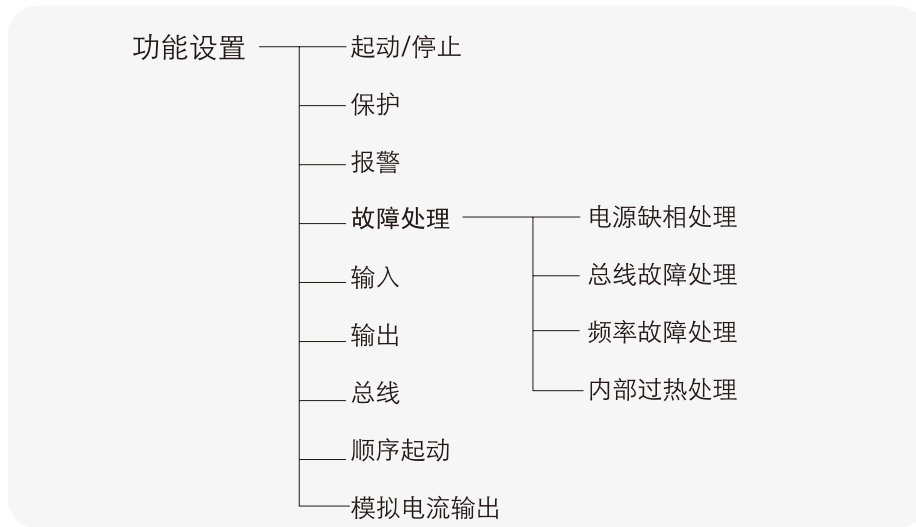 功能设置
起动/停止
保护
报警
故障处理
电源缺相处理
总线故障处理
频率故障处理
内部过热处理
输入
输出
总线
顺序起动
模拟电流输出